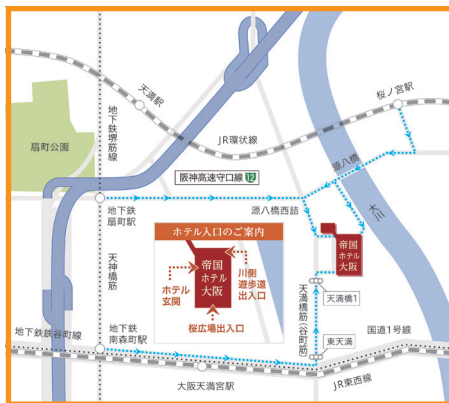 天満駅
桜ノ宮駅
地下鉄堺筋線
扇町公園
JR環状線
源八橋
阪神高速守口線 12
大川
地下鉄
扇町駅
源八橋西詰
ホテル入口のご案内
帝国
ホテル
大阪
川側
遊歩道
出入口
ホテル
玄関
桜広場出入口
帝国
ホテル
大阪
天神橋筋
天満橋1
天満橋筋(谷町筋)
地下鉄谷町線
地下鉄
南森町駅
国道1号線
東天満
大阪天満宮駅
JR東西線